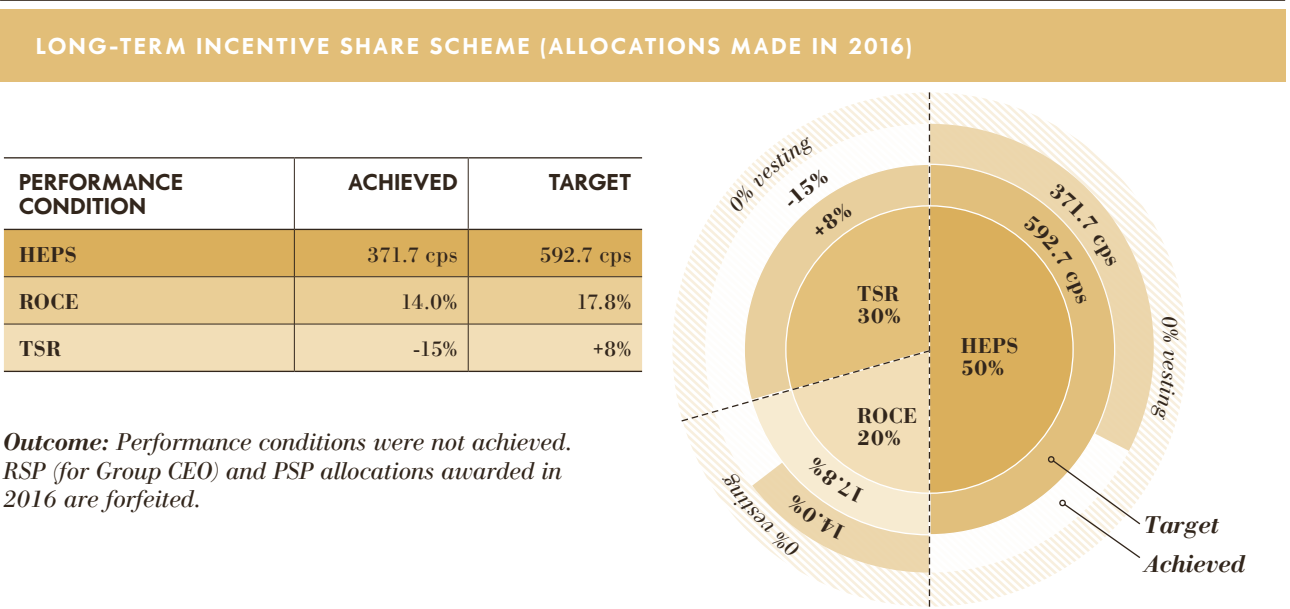 LONG-TERM INCENTIVE SHARE SCHEME (ALLOCATIONS MADE IN 2016)
PERFORMANCE CONDITION ACHIEVED TARGET
HEPS 371.7 cps 592.7 cps
ROCE 14.0% 17.8%
TSR -15% +8%
Outcome: Performance conditions were not achieved.
RSP (for Group CEO) and PSP allocations awarded in
2016 are forfeited.
0% vesting
-15%
+8%
TSR
30%
371.7 cps
592.7 cps
HEPS
50%
0% vesting
ROCE
20%
17.8%
14.0%
0% vesting
Target
Achieved